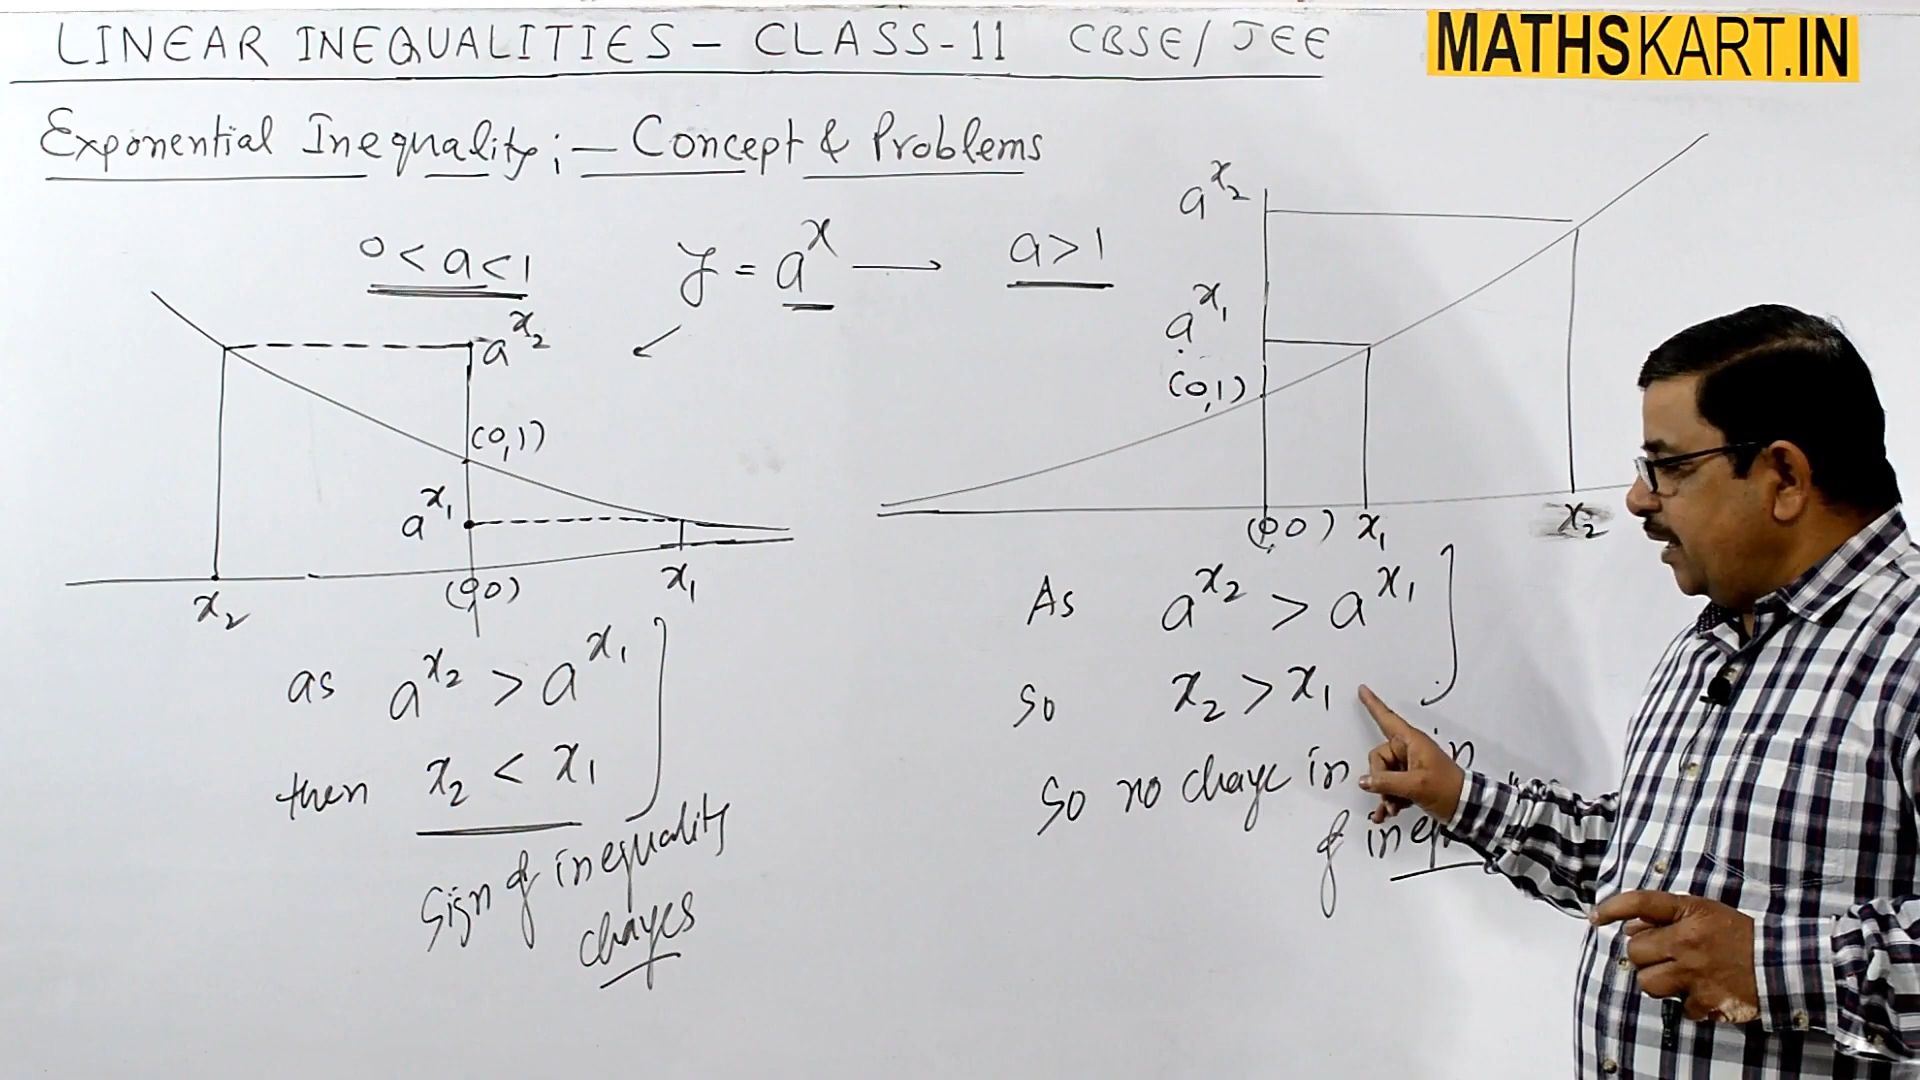 LINEAR INEQUALITIES – CLASS-11 CBSE/JEE
MATHSKART.IN
Exponential Inequality :– Concept & Problems
0 < a < 1
y = a^x ⟶ a > 1
a^x₂
(0,1)
a^x₁
x₂ (0,0) x₁
as a^x₂ > a^x₁
then x₂ < x₁
Sign of inequality
changes
a^x₂
a^x₁
(0,1)
(0,0) x₁ x₂
As a^x₂ > a^x₁
So x₂ > x₁
So no change in
of